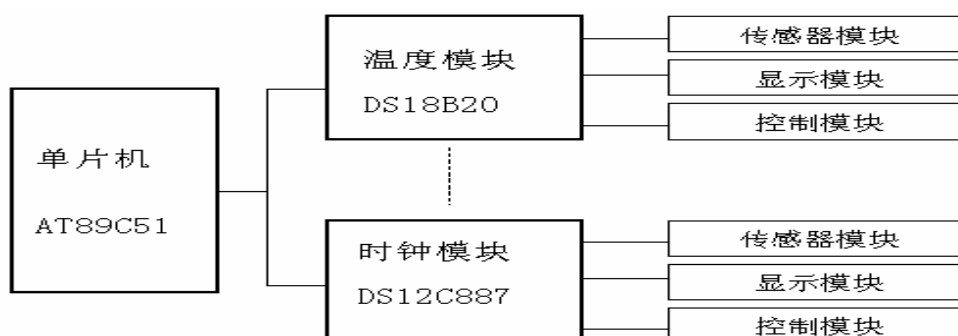 单片机
AT89C51
温度模块
DS18B20
传感器模块
显示模块
控制模块
时钟模块
DS12C887
传感器模块
显示模块
控制模块